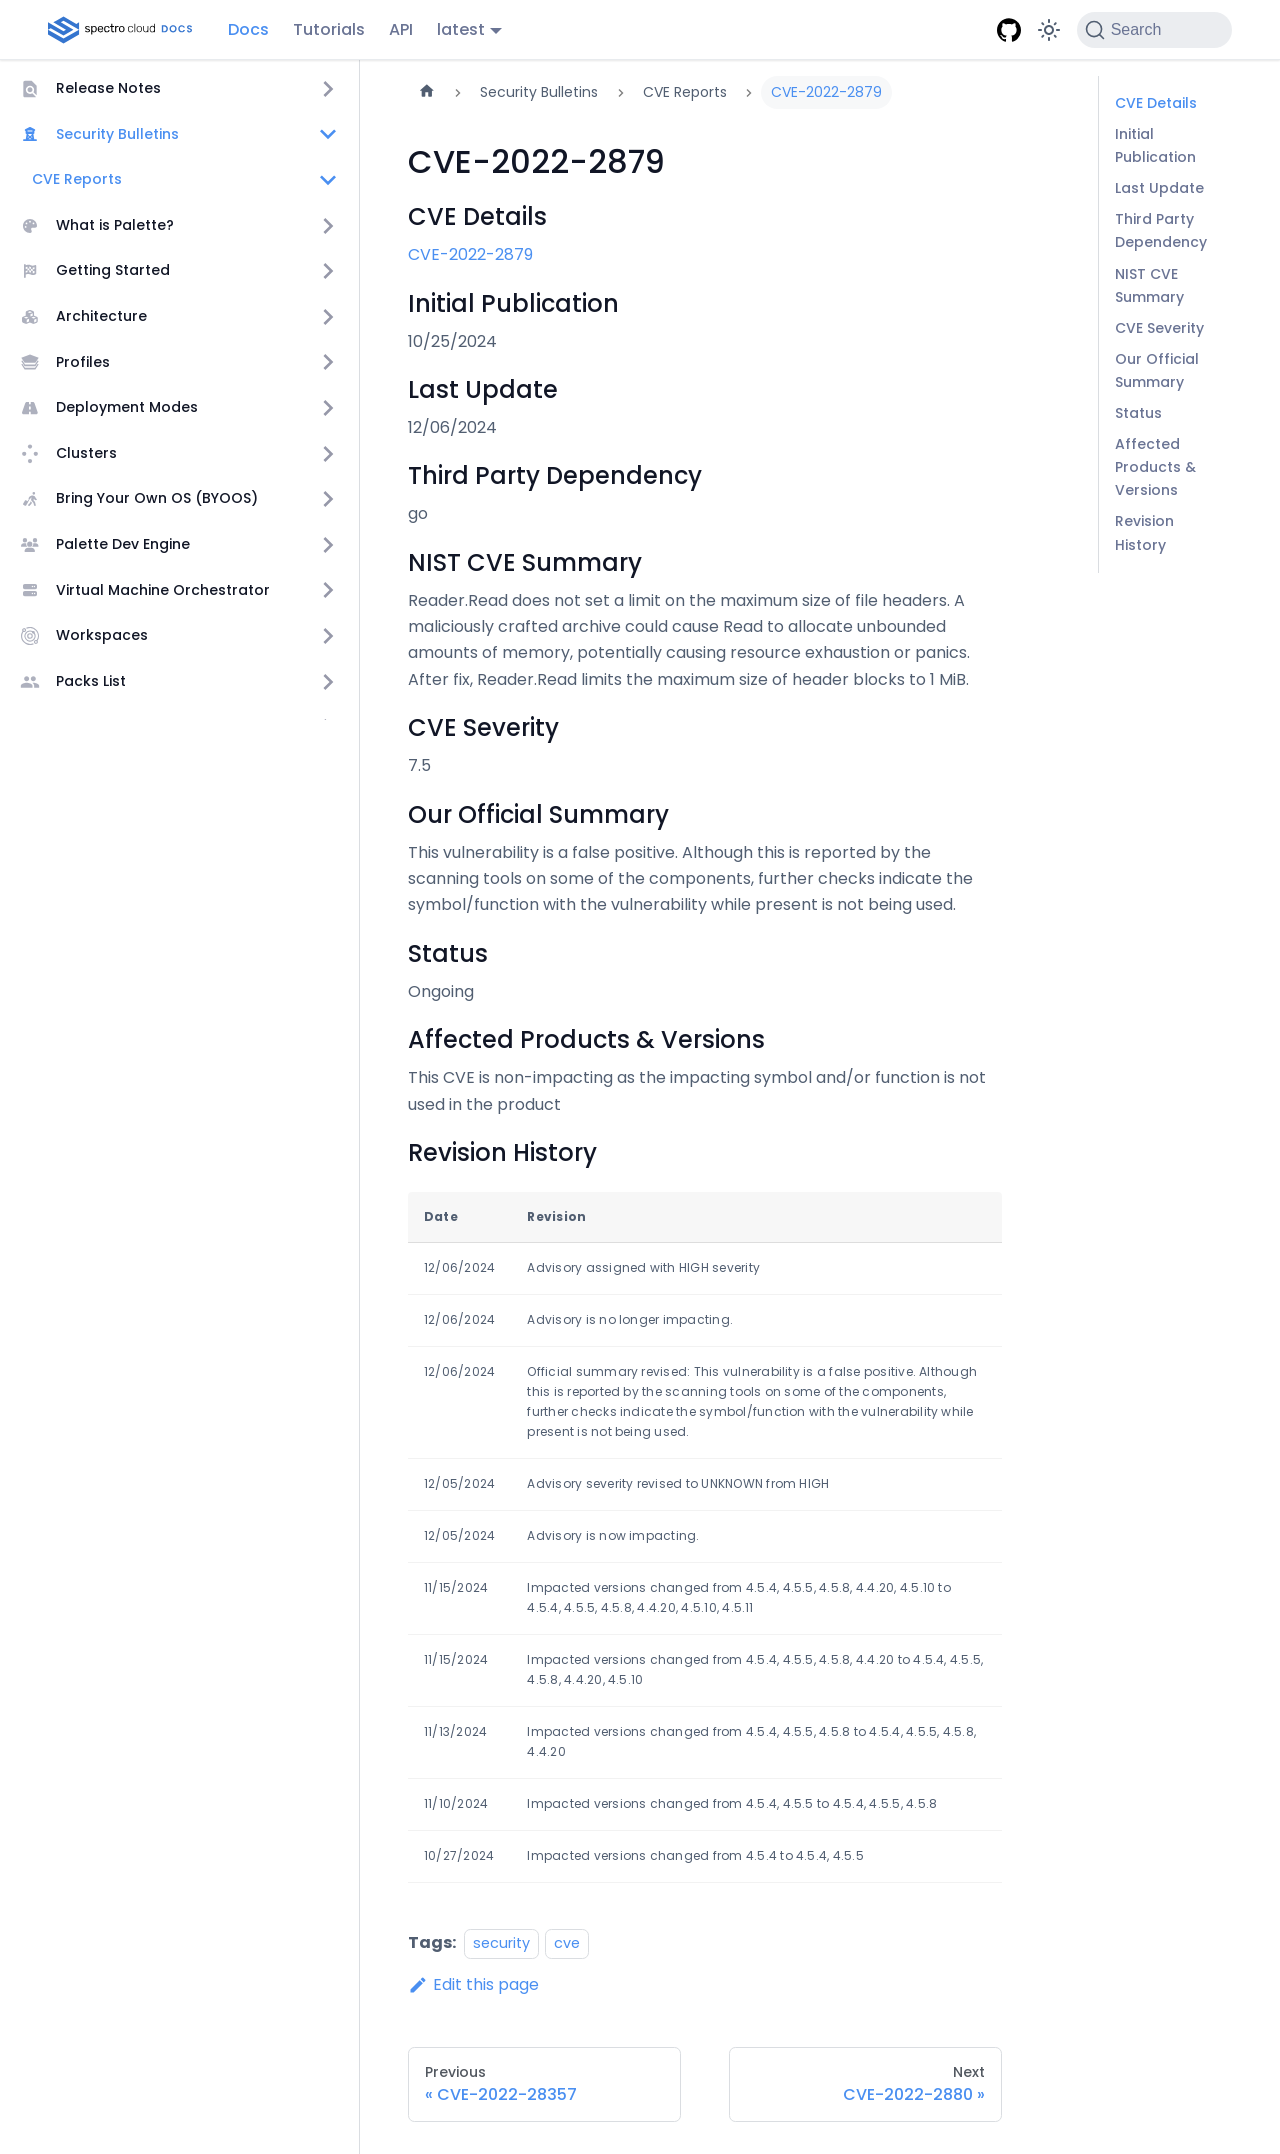 spectro cloud DOCS
Docs
Tutorials
API
latest
Search
Release Notes
Security Bulletins
CVE Reports
What is Palette?
Getting Started
Architecture
Profiles
Deployment Modes
Clusters
Bring Your Own OS (BYOOS)
Palette Dev Engine
Virtual Machine Orchestrator
Workspaces
Packs List
Security Bulletins
CVE Reports
CVE-2022-2879
CVE-2022-2879
CVE Details
CVE-2022-2879
Initial Publication
10/25/2024
Last Update
12/06/2024
Third Party Dependency
go
NIST CVE Summary
Reader.Read does not set a limit on the maximum size of file headers. A
maliciously crafted archive could cause Read to allocate unbounded
amounts of memory, potentially causing resource exhaustion or panics.
After fix, Reader.Read limits the maximum size of header blocks to 1 MiB.
CVE Severity
7.5
Our Official Summary
This vulnerability is a false positive. Although this is reported by the
scanning tools on some of the components, further checks indicate the
symbol/function with the vulnerability while present is not being used.
Status
Ongoing
Affected Products & Versions
This CVE is non-impacting as the impacting symbol and/or function is not
used in the product
Revision History
Date Revision
12/06/2024 Advisory assigned with HIGH severity
12/06/2024 Advisory is no longer impacting.
12/06/2024 Official summary revised: This vulnerability is a false positive. Although
this is reported by the scanning tools on some of the components,
further checks indicate the symbol/function with the vulnerability while
present is not being used.
12/05/2024 Advisory severity revised to UNKNOWN from HIGH
12/05/2024 Advisory is now impacting.
11/15/2024 Impacted versions changed from 4.5.4, 4.5.5, 4.5.8, 4.4.20, 4.5.10 to
4.5.4, 4.5.5, 4.5.8, 4.4.20, 4.5.10, 4.5.11
11/15/2024 Impacted versions changed from 4.5.4, 4.5.5, 4.5.8, 4.4.20 to 4.5.4, 4.5.5,
4.5.8, 4.4.20, 4.5.10
11/13/2024 Impacted versions changed from 4.5.4, 4.5.5, 4.5.8 to 4.5.4, 4.5.5, 4.5.8,
4.4.20
11/10/2024 Impacted versions changed from 4.5.4, 4.5.5 to 4.5.4, 4.5.5, 4.5.8
10/27/2024 Impacted versions changed from 4.5.4 to 4.5.4, 4.5.5
Tags: security cve
Edit this page
Previous
« CVE-2022-28357
Next
CVE-2022-2880 »
CVE Details
Initial
Publication
Last Update
Third Party
Dependency
NIST CVE
Summary
CVE Severity
Our Official
Summary
Status
Affected
Products &
Versions
Revision
History